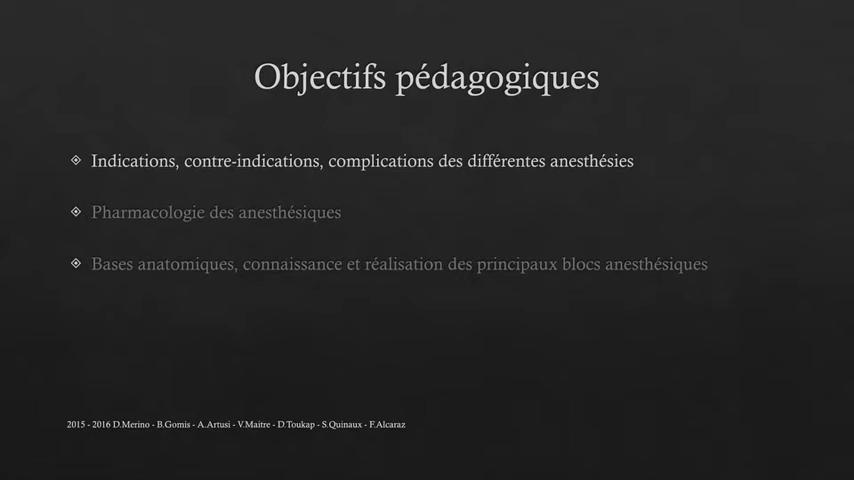 Objectifs pédagogiques
Indications, contre-indications, complications des différentes anesthésies
Pharmacologie des anesthésiques
Bases anatomiques, connaissance et réalisation des principaux blocs anesthésiques
2015 - 2016 D.Merino - B.Gomis - A.Artusi - V.Maitre - D.Toukap - S.Quinaux - F.Alcaraz